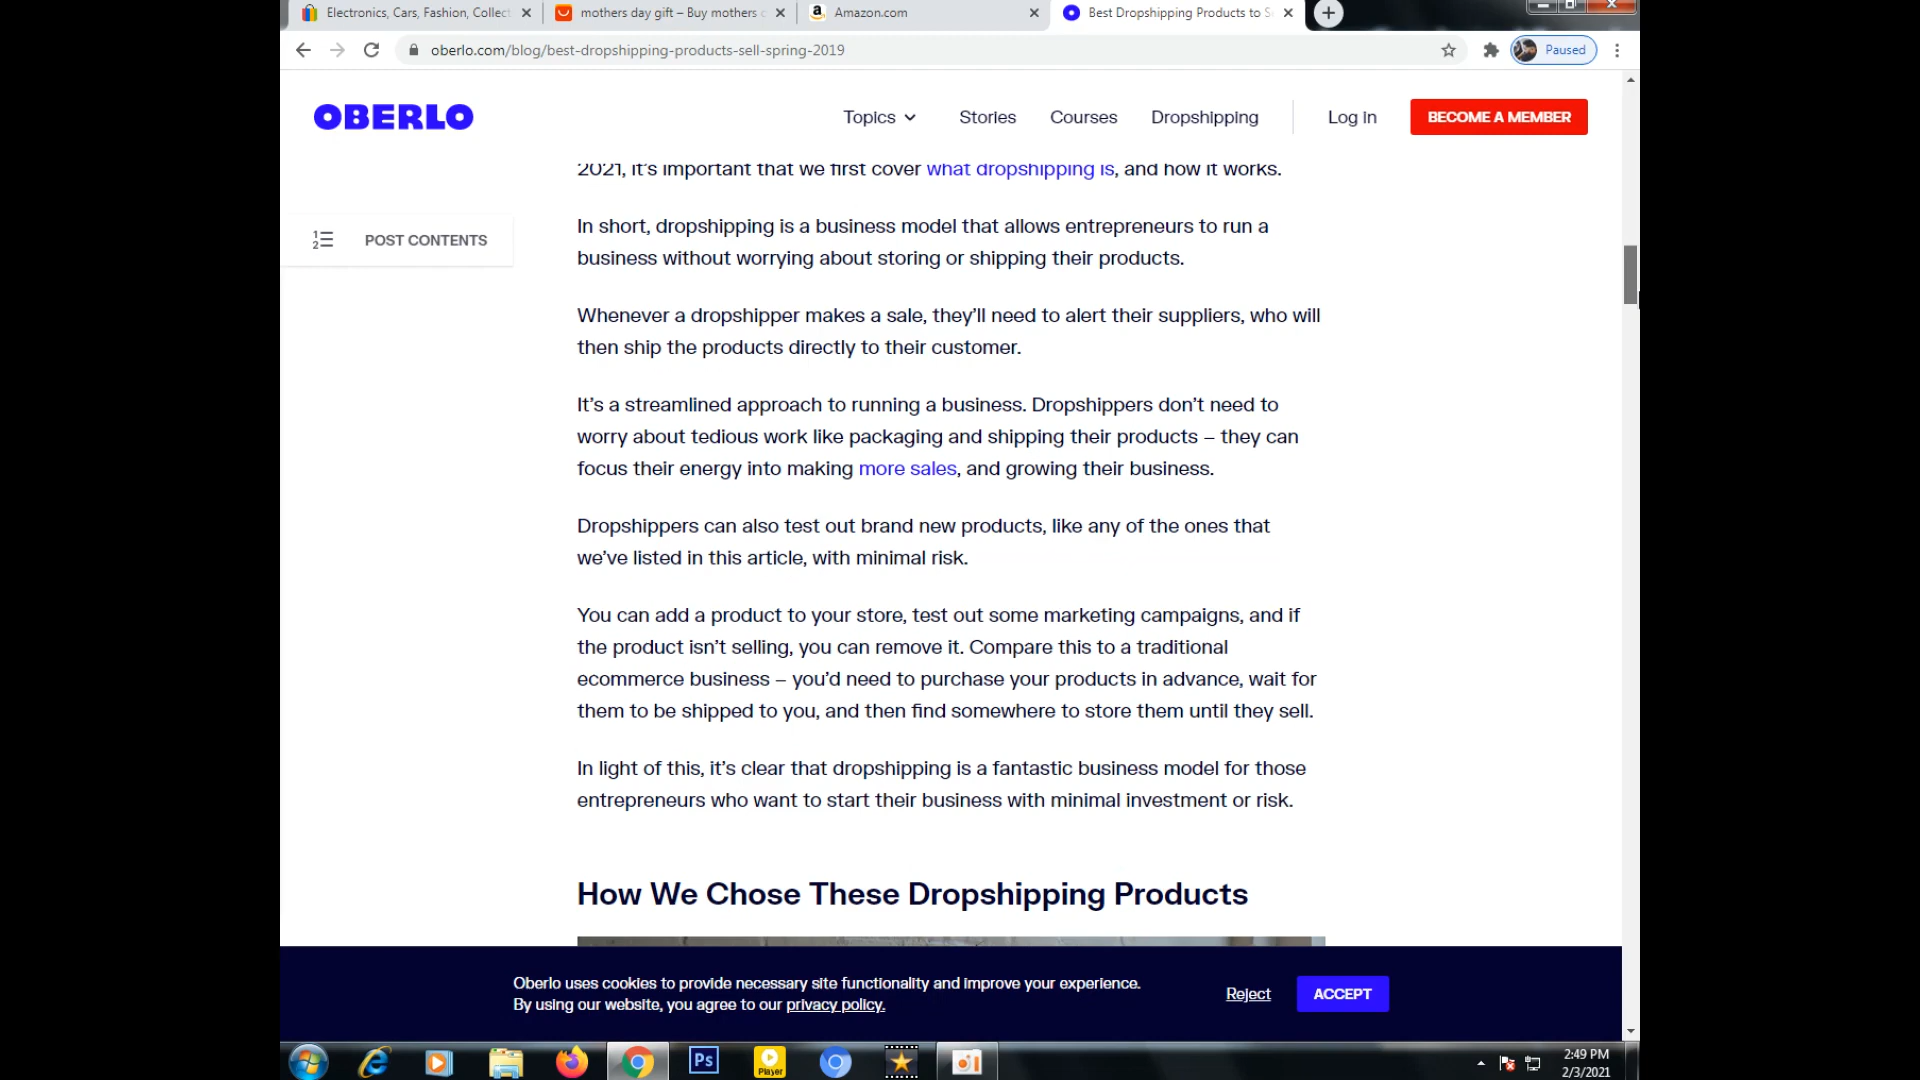 Electronics, Cars, Fashion, Collect
mothers day gift – Buy mothers
Amazon.com
Best Dropshipping Products to S
oberlo.com/blog/best-dropshipping-products-sell-spring-2019
Paused
OBERLO
Topics
Stories
Courses
Dropshipping
Log in
BECOME A MEMBER
2021, it's important that we first cover what dropshipping is, and how it works.
POST CONTENTS
In short, dropshipping is a business model that allows entrepreneurs to run a
business without worrying about storing or shipping their products.
Whenever a dropshipper makes a sale, they'll need to alert their suppliers, who will
then ship the products directly to their customer.
It's a streamlined approach to running a business. Dropshippers don't need to
worry about tedious work like packaging and shipping their products – they can
focus their energy into making more sales, and growing their business.
Dropshippers can also test out brand new products, like any of the ones that
we've listed in this article, with minimal risk.
You can add a product to your store, test out some marketing campaigns, and if
the product isn't selling, you can remove it. Compare this to a traditional
ecommerce business – you'd need to purchase your products in advance, wait for
them to be shipped to you, and then find somewhere to store them until they sell.
In light of this, it's clear that dropshipping is a fantastic business model for those
entrepreneurs who want to start their business with minimal investment or risk.
How We Chose These Dropshipping Products
Oberlo uses cookies to provide necessary site functionality and improve your experience.
By using our website, you agree to our privacy policy.
Reject
ACCEPT
Ps
Player
2:49 PM
2/3/2021